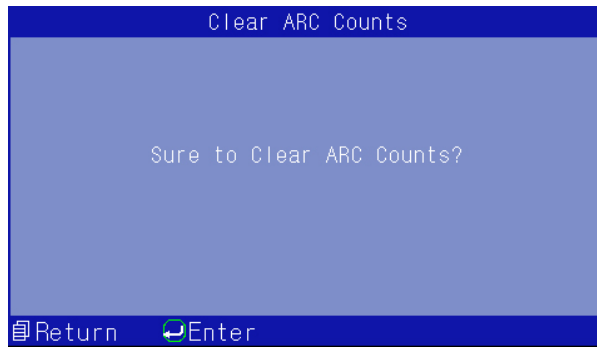 Clear ARC Counts
Sure to Clear ARC Counts?
Return Enter